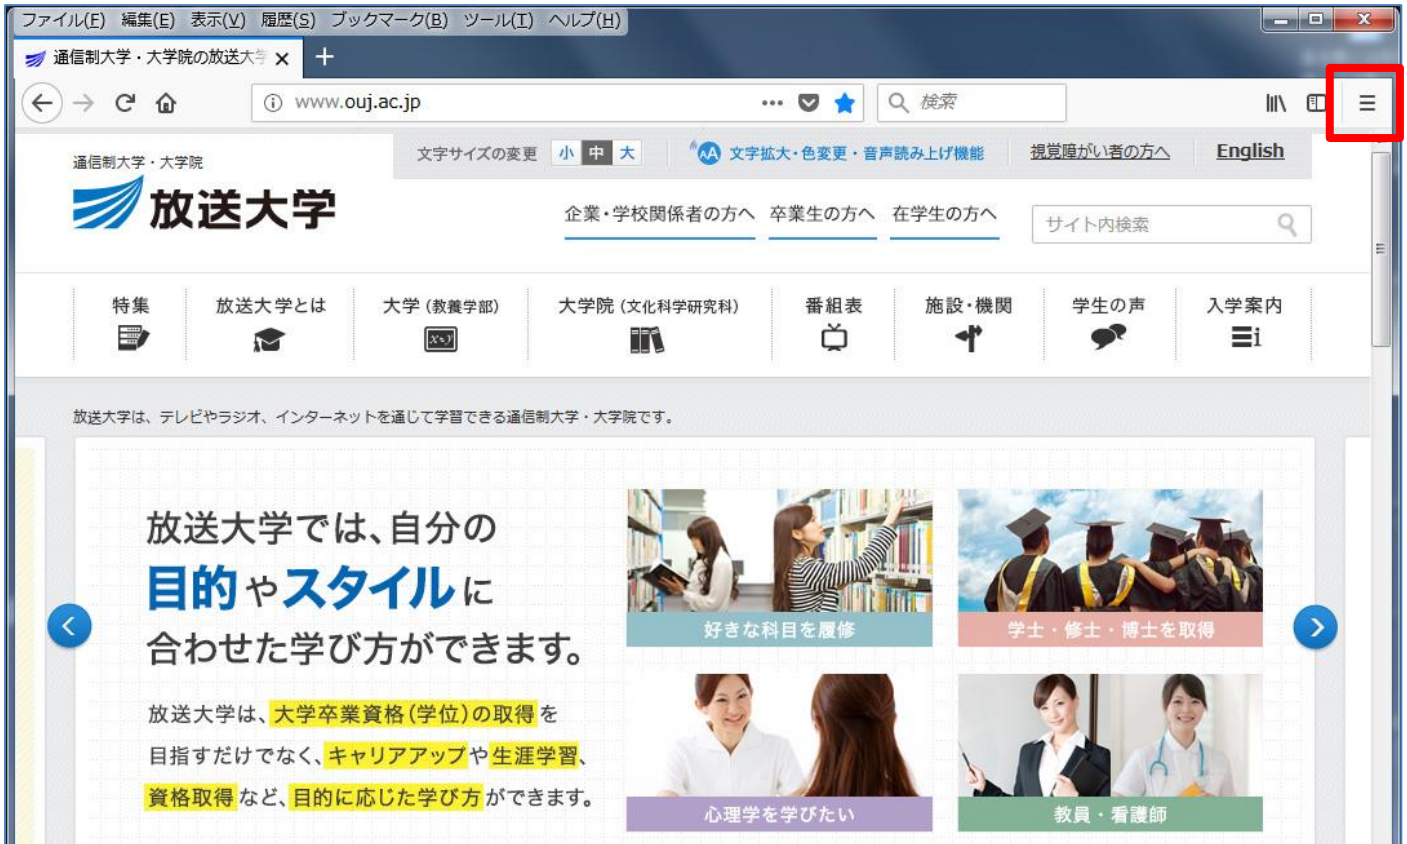 ファイル(F) 編集(E) 表示(V) 履歴(S) ブックマーク(B) ツール(T) ヘルプ(H)
通信制大学・大学院の放送大学
www.ouj.ac.jp
検索
文字サイズの変更 小 中 大 AA 文字拡大・色変更・音声読み上げ機能 視覚障がい者の方へ English
通信制大学・大学院
放送大学
企業・学校関係者の方へ 卒業生の方へ 在学生の方へ サイト内検索
特集 放送大学とは 大学(教養学部) 大学院(文化科学研究科) 番組表 施設・機関 学生の声 入学案内
放送大学は、テレビやラジオ、インターネットを通じて学習できる通信制大学・大学院です。
放送大学では、自分の
目的やスタイルに
合わせた学び方ができます。
放送大学は、大学卒業資格(学位)の取得を
目指すだけでなく、キャリアアップや生涯学習、
資格取得など、目的に応じた学び方ができます。
好きな科目を履修
学士・修士・博士を取得
心理学を学びたい
教員・看護師